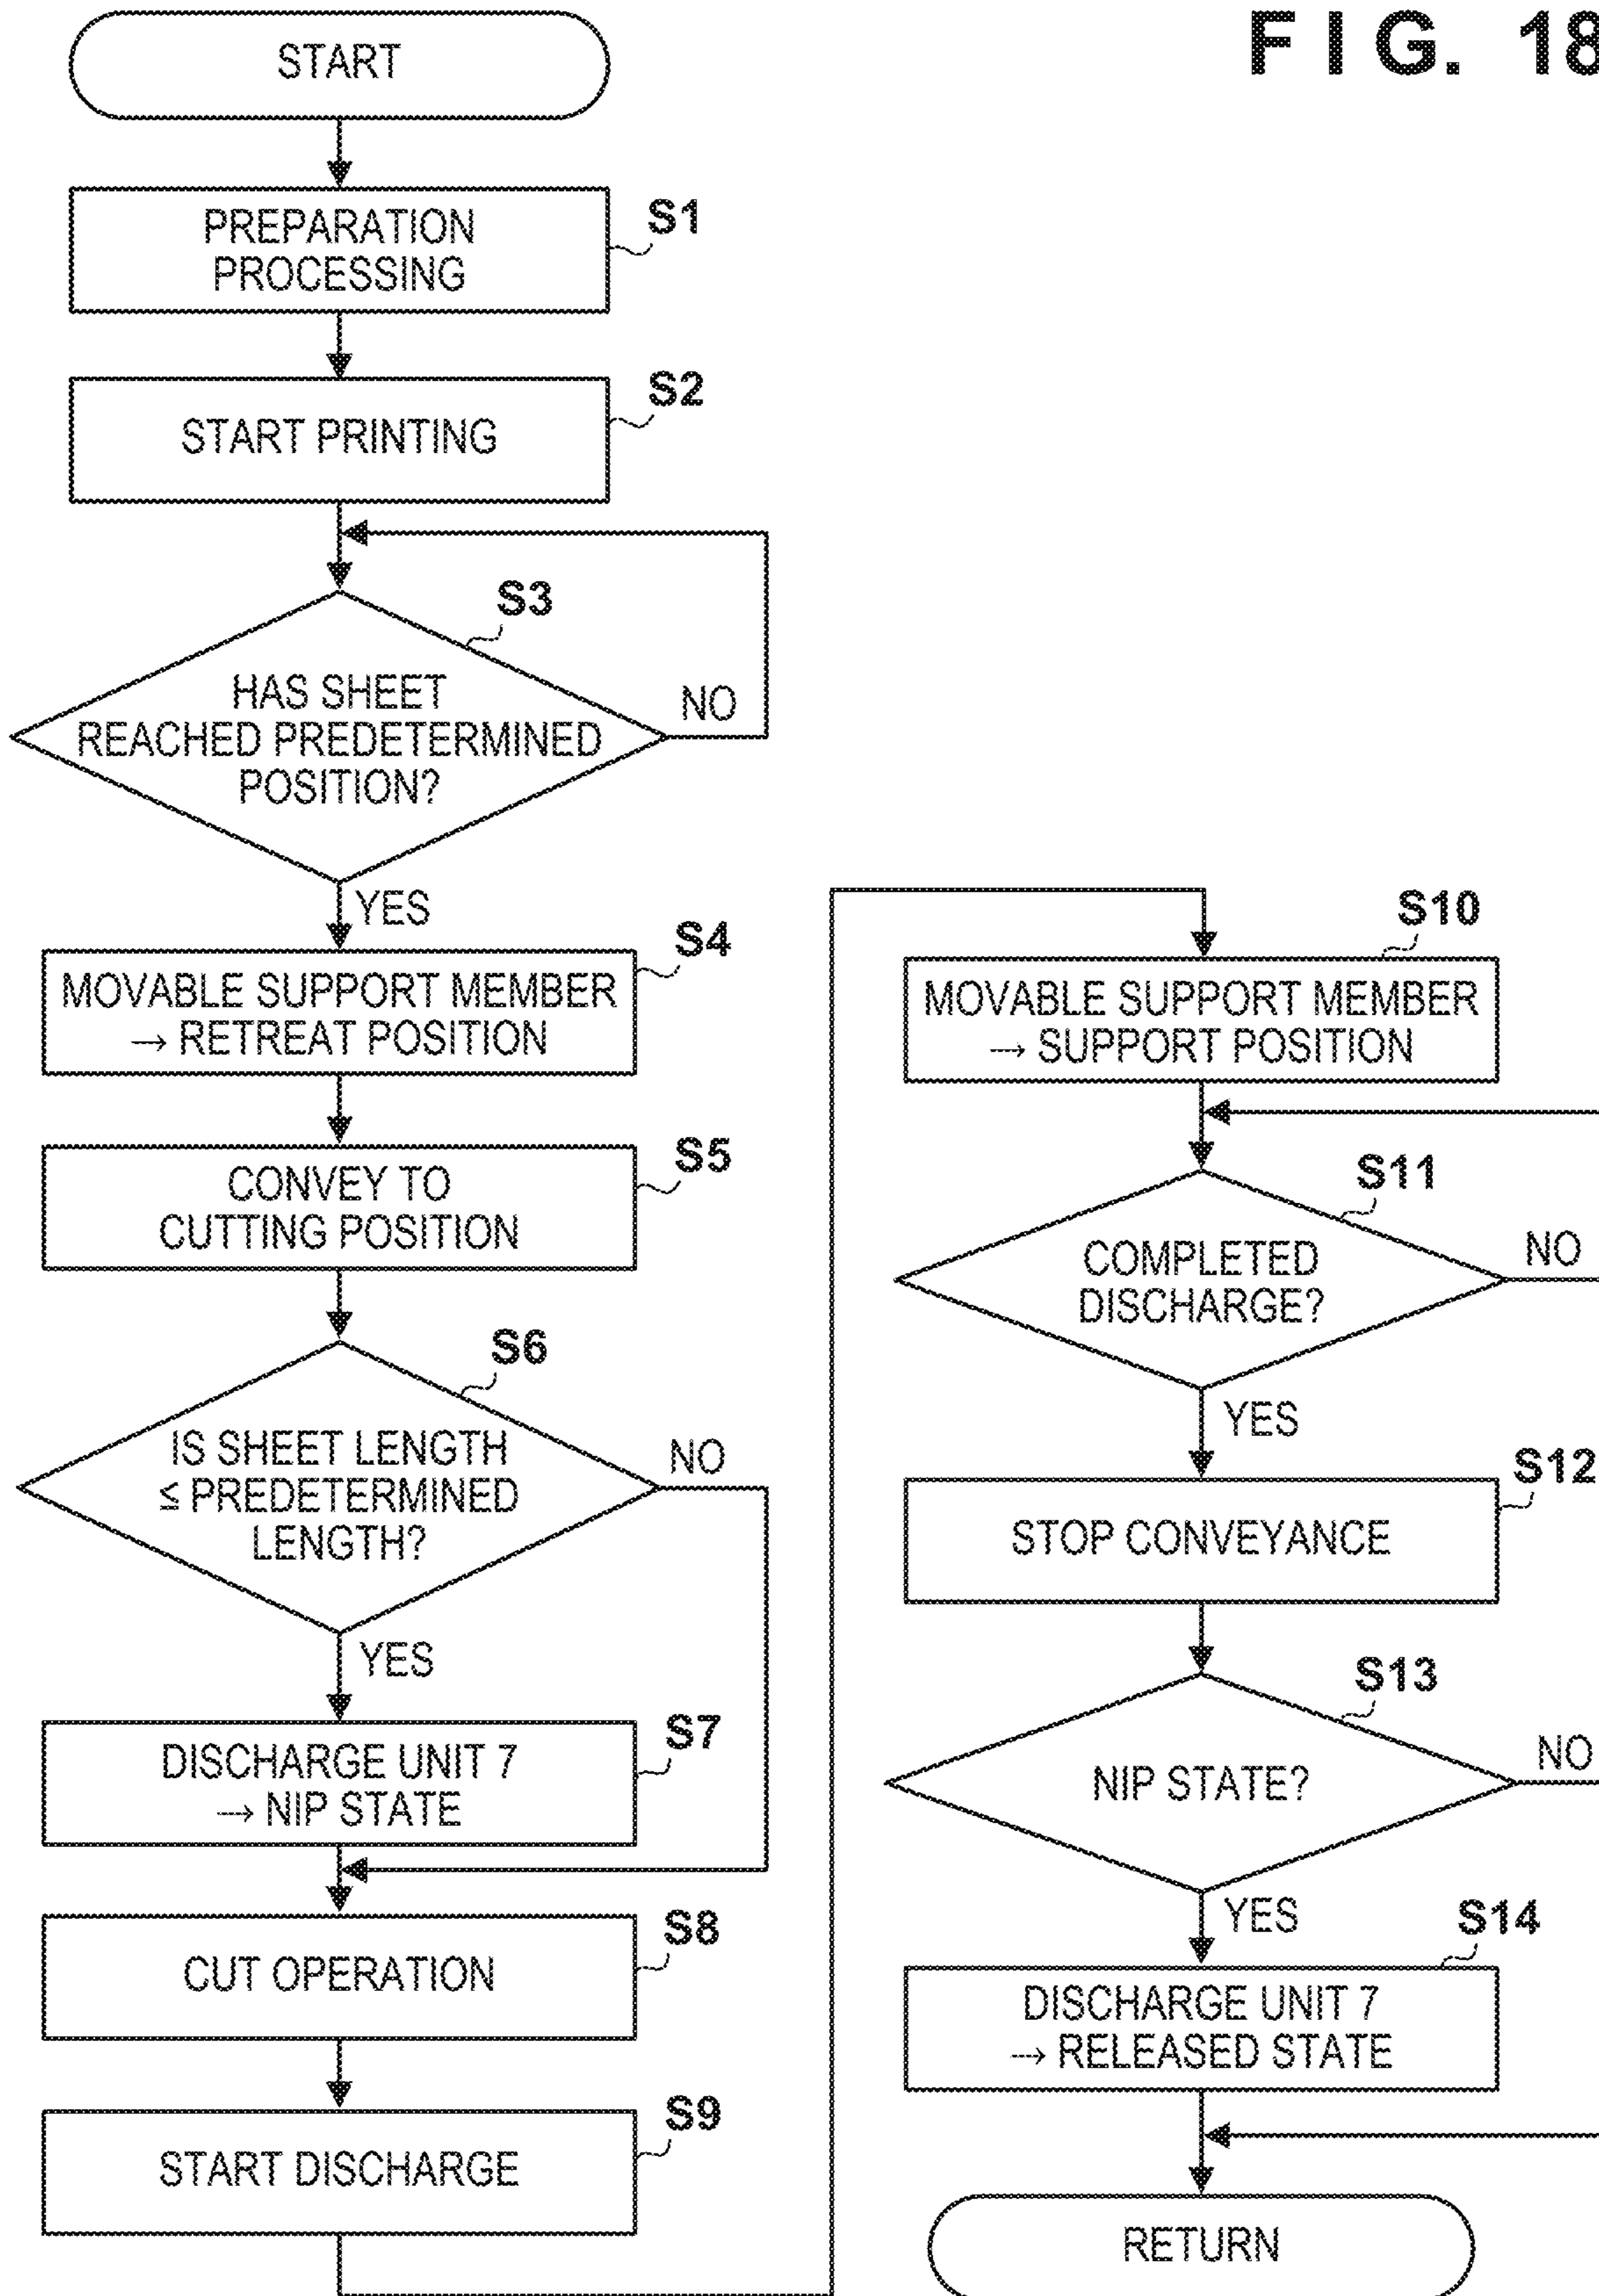 FIG. 18
START
PREPARATION
PROCESSING
S1
START PRINTING
S2
S3
HAS SHEET
REACHED PREDETERMINED
POSITION?
NO
YES
S4
MOVABLE SUPPORT MEMBER
→ RETREAT POSITION
S5
CONVEY TO
CUTTING POSITION
S6
IS SHEET LENGTH
≤ PREDETERMINED
LENGTH?
NO
YES
S7
DISCHARGE UNIT 7
→ NIP STATE
S8
CUT OPERATION
S9
START DISCHARGE
S10
MOVABLE SUPPORT MEMBER
→ SUPPORT POSITION
S11
COMPLETED
DISCHARGE?
NO
YES
S12
STOP CONVEYANCE
S13
NIP STATE?
NO
YES
S14
DISCHARGE UNIT 7
→ RELEASED STATE
RETURN